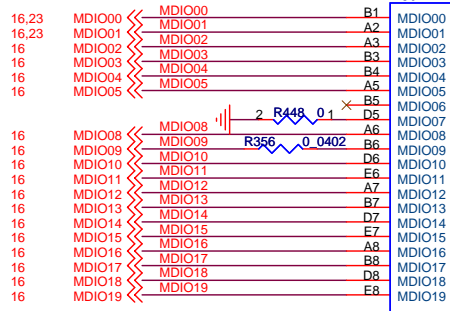 16,23 MDIO00 MDIO00 B1 MDIO00
16,23 MDIO01 MDIO01 A2 MDIO01
16 MDIO02 MDIO02 A3 MDIO02
16 MDIO03 MDIO03 B3 MDIO03
16 MDIO04 MDIO04 B4 MDIO04
16 MDIO05 MDIO05 A5 MDIO05
B5 MDIO06
2 R448 0 1 D5 MDIO07
16 MDIO08 MDIO08 A6 MDIO08
16 MDIO09 MDIO09 R356 0_0402 B6 MDIO09
16 MDIO10 MDIO10 D6 MDIO10
16 MDIO11 MDIO11 E6 MDIO11
16 MDIO12 MDIO12 A7 MDIO12
16 MDIO13 MDIO13 B7 MDIO13
16 MDIO14 MDIO14 D7 MDIO14
16 MDIO15 MDIO15 E7 MDIO15
16 MDIO16 MDIO16 A8 MDIO16
16 MDIO17 MDIO17 B8 MDIO17
16 MDIO18 MDIO18 D8 MDIO18
16 MDIO19 MDIO19 E8 MDIO19